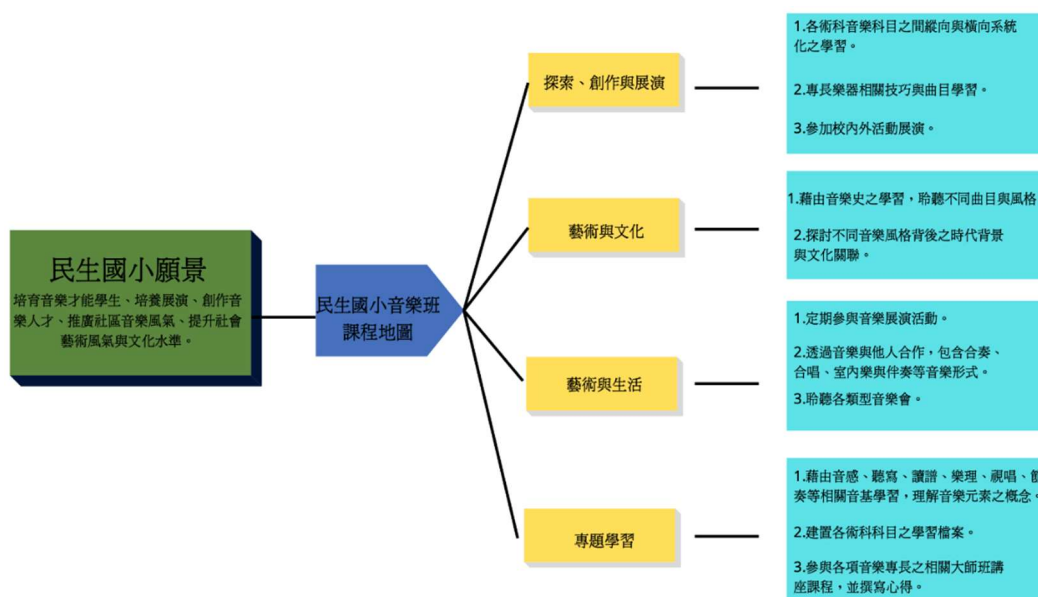 民生國小願景
培育音樂才能學生、培養展演、創作音
樂人才、推廣社區音樂風氣、提升社會
藝術風氣與文化水準。
民生國小音樂班
課程地圖
探索、創作與展演
1.各術科音樂科目之間縱向與橫向系統
化之學習。
2.專長樂器相關技巧與曲目學習。
3.參加校內外活動展演。
藝術與文化
1.藉由音樂史之學習，聆聽不同曲目與風格
2.探討不同音樂風格背後之時代背景
與文化關聯。
藝術與生活
1.定期參與音樂展演活動。
2.透過音樂與他人合作，包含合奏、
合唱、室內樂與伴奏等音樂形式。
3.聆聽各類型音樂會。
專題學習
1.藉由音感、聽寫、讀譜、樂理、視唱、節
奏等相關音基學習，理解音樂元素之概念。
2.建置各術科科目之學習檔案。
3.參與各項音樂專長之相關大師班講
座課程，並撰寫心得。